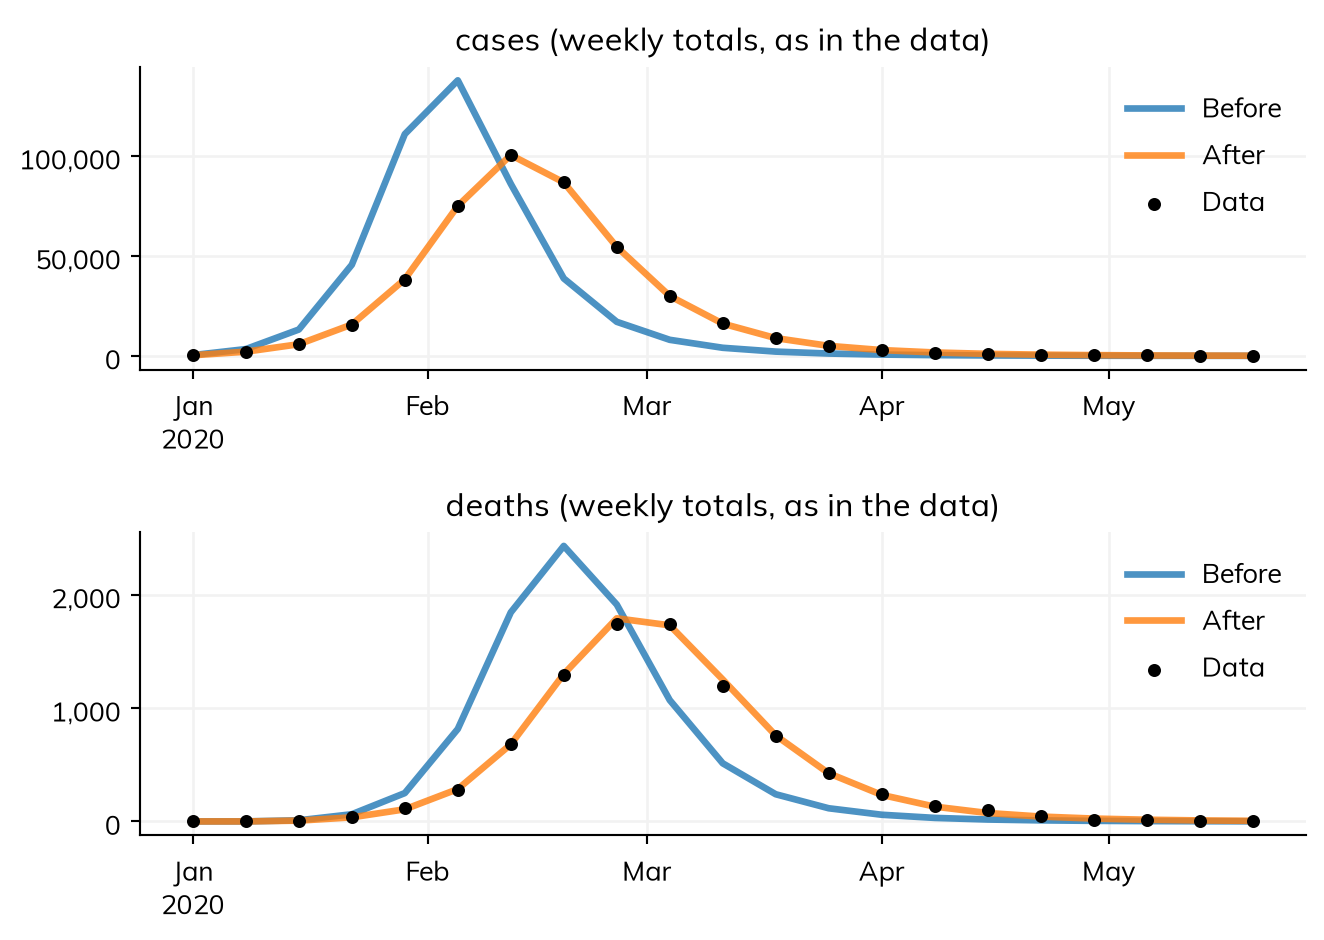 cases (weekly totals, as in the data)
100,000
50,000
0
Before
After
Data
Jan Feb Mar Apr May
2020
deaths (weekly totals, as in the data)
2,000
1,000
0
Before
After
Data
Jan Feb Mar Apr May
2020